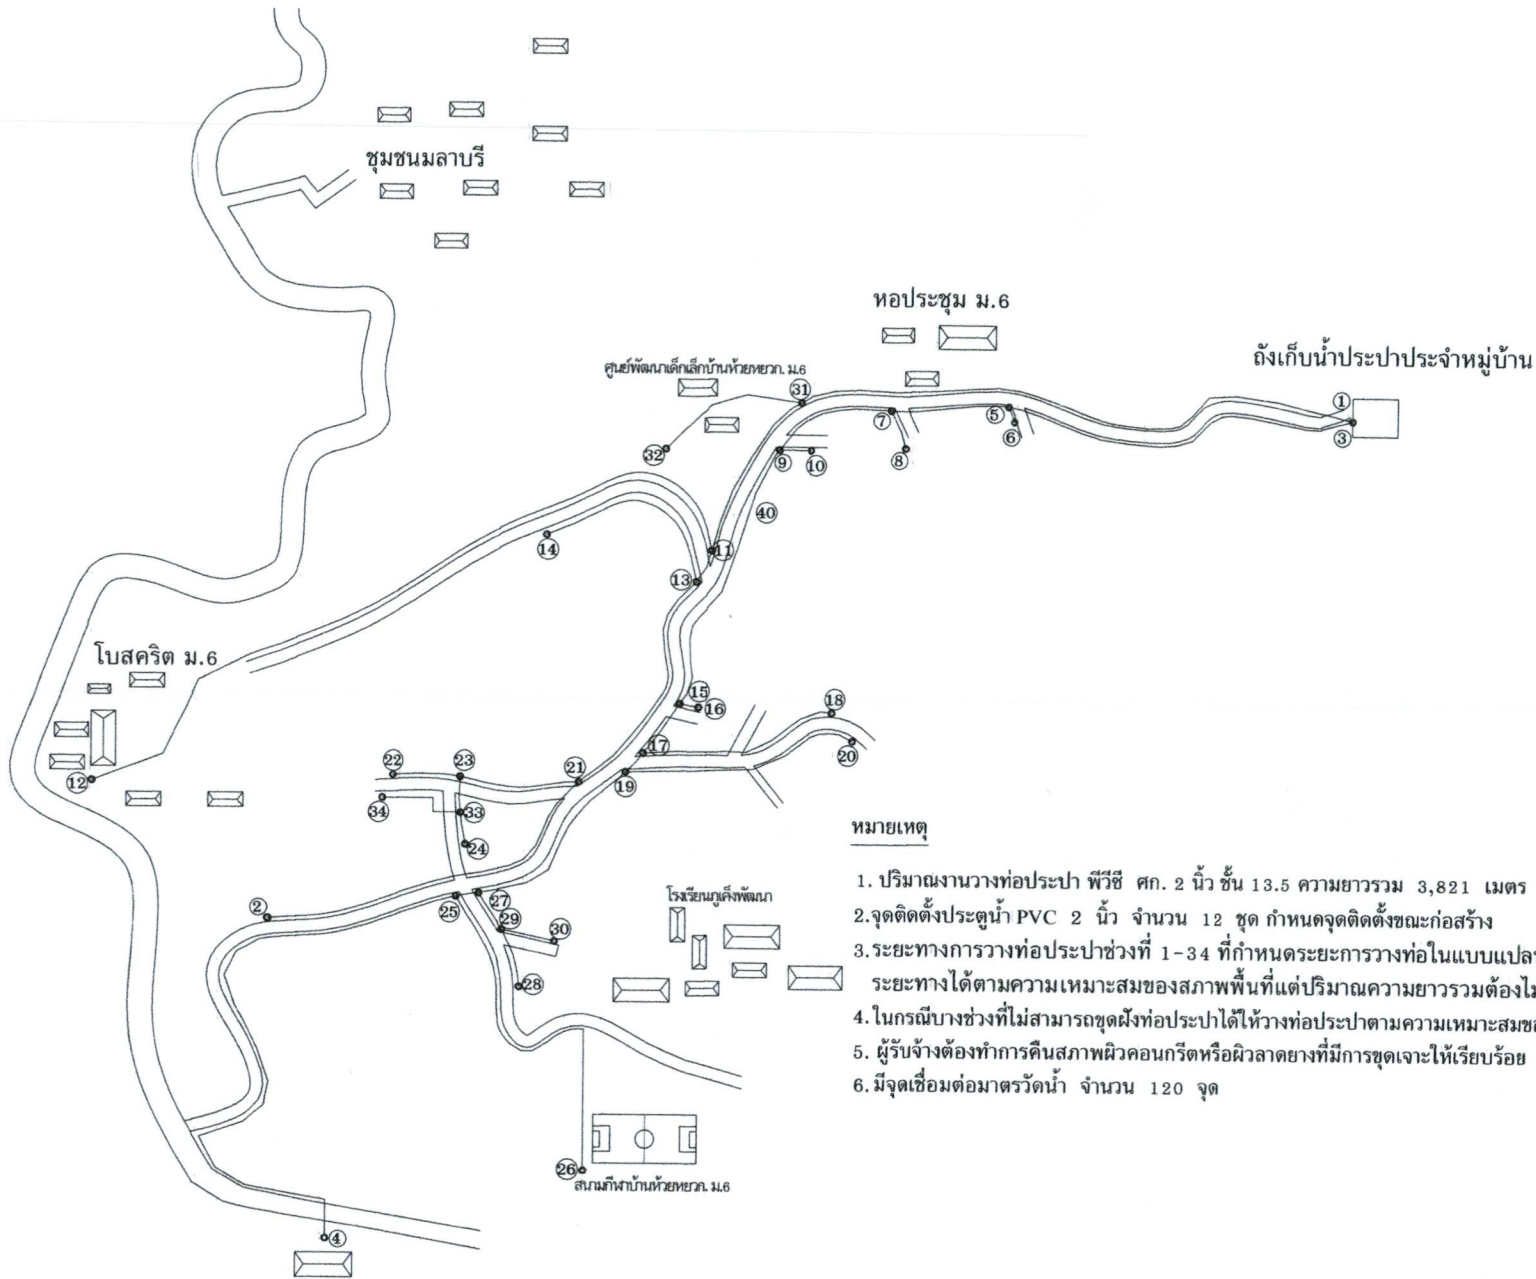 ชุมชนมลาบรี
หอประชุม ม.6
ถังเก็บน้ำประปาประจำหมู่บ้าน
ศูนย์พัฒนาเด็กเล็กบ้านห้วยหยวก. ม.6
31
1
7
5
3
6
32
9
10
8
40
14
11
13
โบสคริต ม.6
15
16
18
17
20
22
23
21
12
19
34
33
24
หมายเหตุ
1. ปริมาณงานวางท่อประปา พีวีซี ศก. 2 นิ้ว ชั้น 13.5 ความยาวรวม 3,821 เมตร
2. จุดติดตั้งประตูน้ำ PVC 2 นิ้ว จำนวน 12 ชุด กำหนดจุดติดตั้งขณะก่อสร้าง
3. ระยะทางการวางท่อประปาช่วงที่ 1-34 ที่กำหนดระยะการวางท่อในแบบแปล
ระยะทางได้ตามความเหมาะสมของสภาพพื้นที่แต่ปริมาณความยาวรวมต้องไม
4. ในกรณีบางช่วงที่ไม่สามารถขุดฝังท่อประปาได้ให้วางท่อประปาตามความเหมาะสมขอ
5. ผู้รับจ้างต้องทำการคืนสภาพผิวคอนกรีตหรือผิวลาดยางที่มีการขุดเจาะให้เรียบร้อย
6. มีจุดเชื่อมต่อมาตรวัดน้ำ จำนวน 120 จุด
โรงเรียนภูเค็งพัฒนา
2
25
27
29
30
28
26
สนามกีฬาบ้านห้วยหยวก. ม.6
4